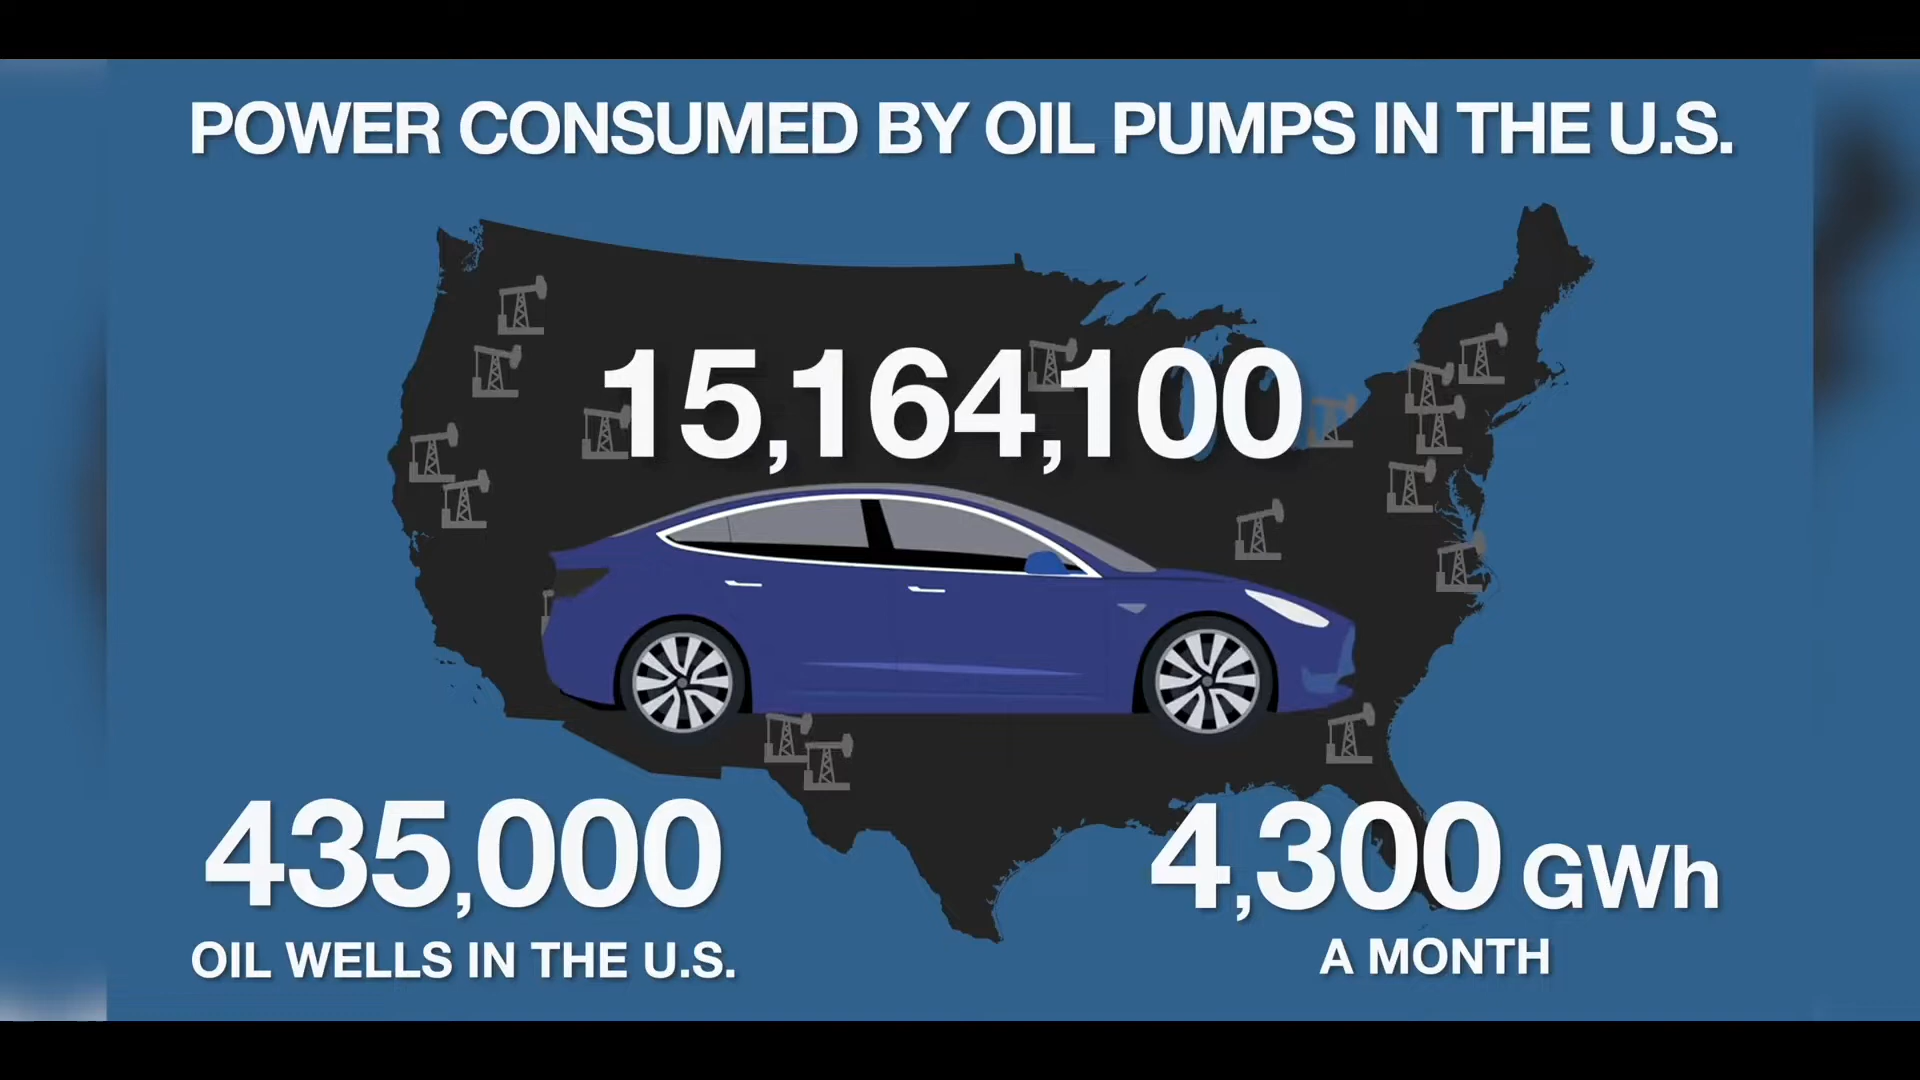 POWER CONSUMED BY OIL PUMPS IN THE U.S.
15,164,100
435,000
OIL WELLS IN THE U.S.
4,300 GWh
A MONTH